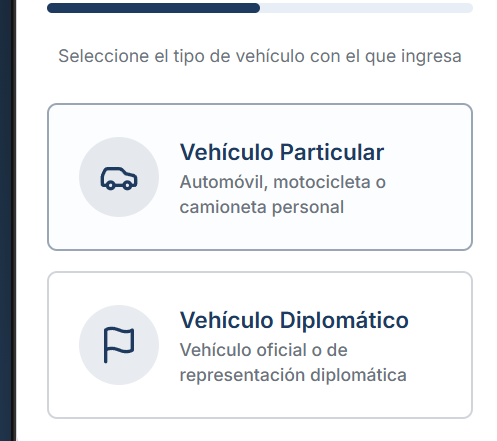 Seleccione el tipo de vehículo con el que ingresa
Vehículo Particular
Automóvil, motocicleta o
camioneta personal
Vehículo Diplomático
Vehículo oficial o de
representación diplomática